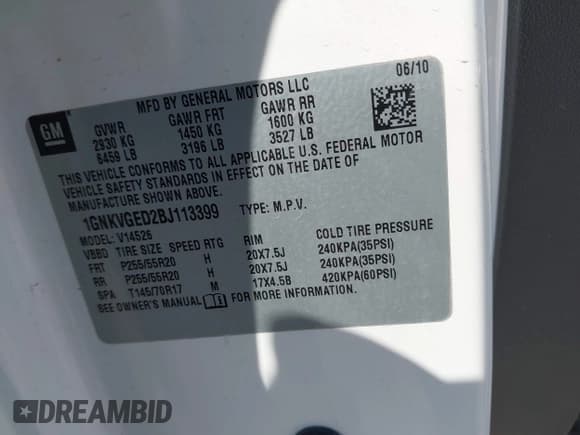 MFD BY GENERAL MOTORS LLC 06/10
GM
GVWR GAWR FRT GAWR RR
2930 KG 1450 KG 1600 KG
6459 LB 3196 LB 3527 LB
THIS VEHICLE CONFORMS TO ALL APPLICABLE U.S. FEDERAL MOTOR
VEHICLE SAFETY STANDARDS IN EFFECT ON THE DATE OF
MANUFACTURE SHOWN ABOVE.
1GNKVGED2BJ113399 TYPE: M.P.V.
MODEL: V14526
VBBD TIRE SIZE SPEED RTG RIM COLD TIRE PRESSURE
FRT P255/55R20 H 20X7.5J 240KPA(35PSI)
RR P255/55R20 H 20X7.5J 240KPA(35PSI)
SPA T145/70R17 M 17X4.5B 420KPA(60PSI)
SEE OWNER'S MANUAL FOR MORE INFORMATION
DREAMBID